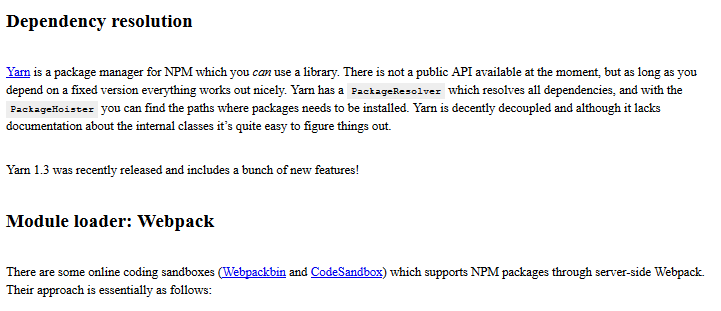 Dependency resolution
Yarn is a package manager for NPM which you can use a library. There is not a public API available at the moment, but as long as you
depend on a fixed version everything works out nicely. Yarn has a PackageResolver which resolves all dependencies, and with the
PackageHoister you can find the paths where packages needs to be installed. Yarn is decently decoupled and although it lacks
documentation about the internal classes it’s quite easy to figure things out.
Yarn 1.3 was recently released and includes a bunch of new features!
Module loader: Webpack
There are some online coding sandboxes (Webpackbin and CodeSandbox) which supports NPM packages through server-side Webpack.
Their approach is essentially as follows: